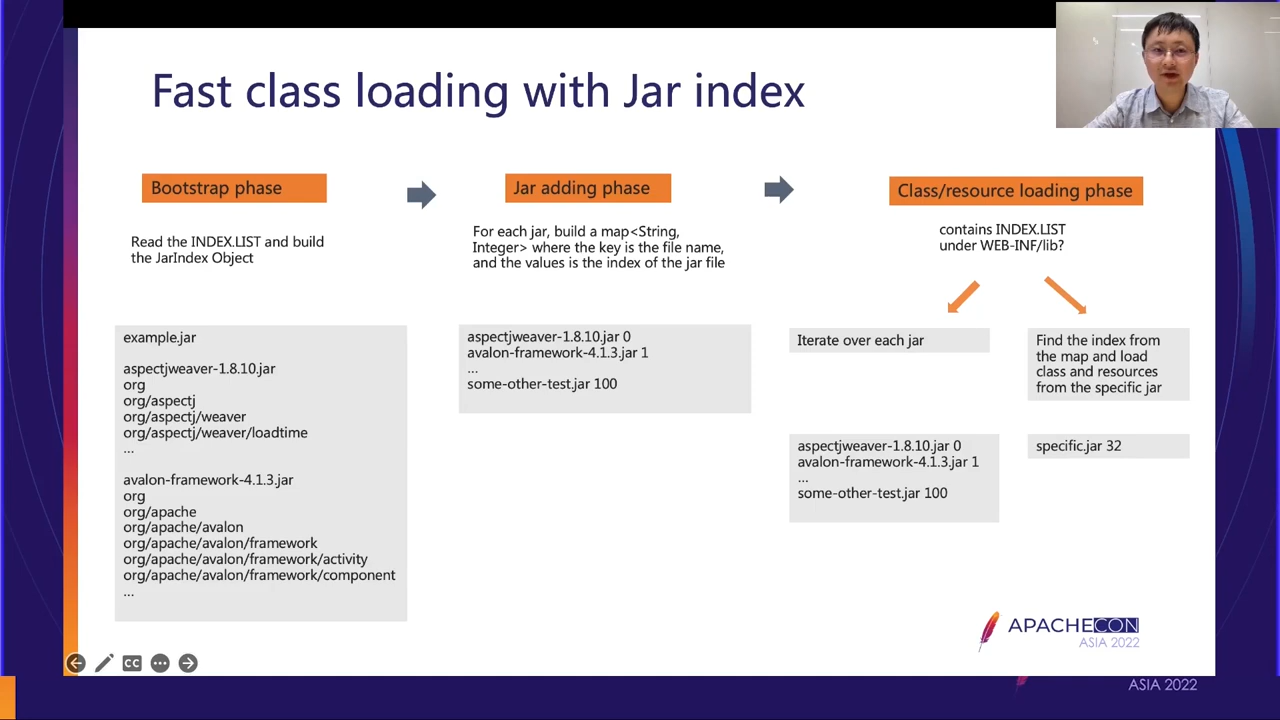 Fast class loading with Jar index
Bootstrap phase
Read the INDEX.LIST and build
the JarIndex Object
example.jar
aspectjweaver-1.8.10.jar
org
org/aspectj
org/aspectj/weaver
org/aspectj/weaver/loadtime
...
avalon-framework-4.1.3.jar
org
org/apache
org/apache/avalon
org/apache/avalon/framework
org/apache/avalon/framework/activity
org/apache/avalon/framework/component
...
Jar adding phase
For each jar, build a map<String,
Integer> where the key is the file name,
and the values is the index of the jar file
aspectjweaver-1.8.10.jar 0
avalon-framework-4.1.3.jar 1
...
some-other-test.jar 100
Class/resource loading phase
contains INDEX.LIST
under WEB-INF/lib?
Iterate over each jar
aspectjweaver-1.8.10.jar 0
avalon-framework-4.1.3.jar 1
...
some-other-test.jar 100
Find the index from
the map and load
class and resources
from the specific jar
specific.jar 32
APACHECON
ASIA 2022
CC
ASIA 2022